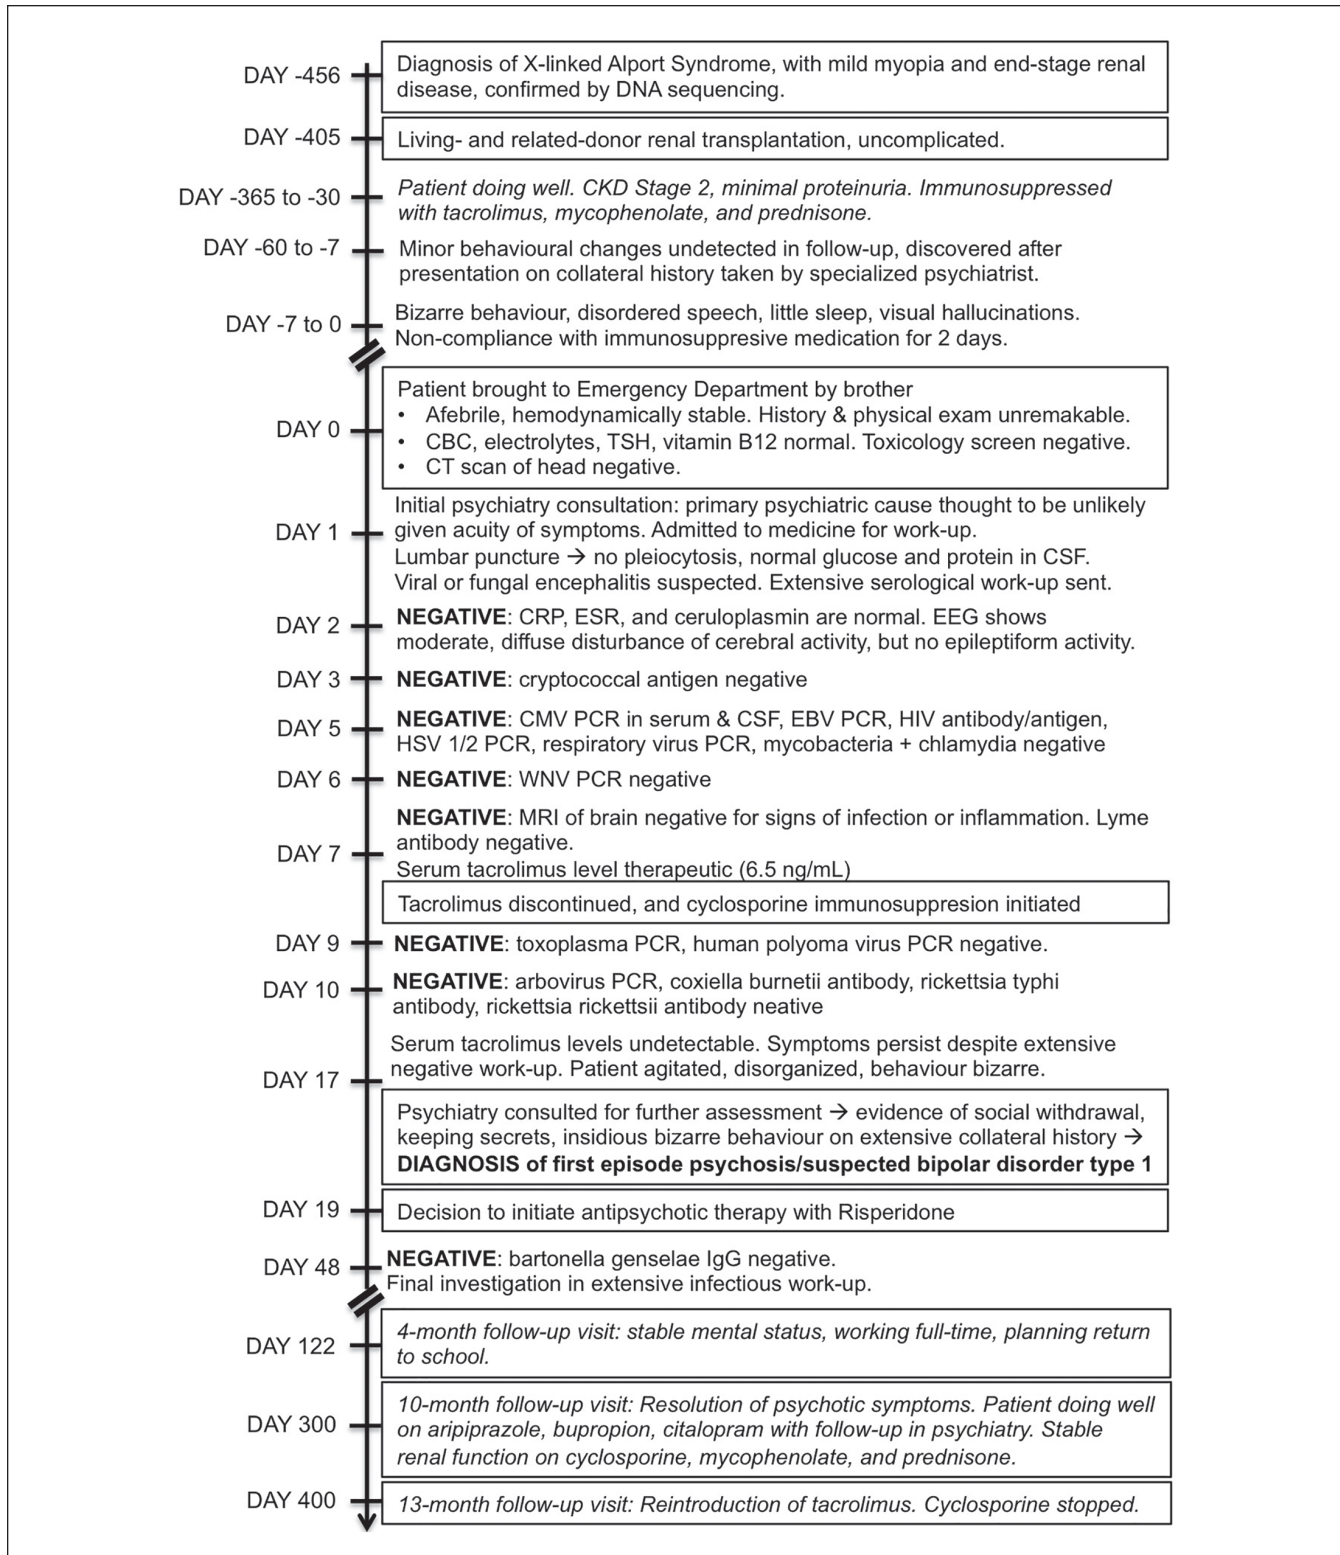 DAY -456
Diagnosis of X-linked Alport Syndrome, with mild myopia and end-stage renal
disease, confirmed by DNA sequencing.
DAY -405
Living- and related-donor renal transplantation, uncomplicated.
DAY -365 to -30
Patient doing well. CKD Stage 2, minimal proteinuria. Immunosuppressed
with tacrolimus, mycophenolate, and prednisone.
DAY -60 to -7
Minor behavioural changes undetected in follow-up, discovered after
presentation on collateral history taken by specialized psychiatrist.
DAY -7 to 0
Bizarre behaviour, disordered speech, little sleep, visual hallucinations.
Non-compliance with immunosuppresive medication for 2 days.
DAY 0
Patient brought to Emergency Department by brother
• Afebrile, hemodynamically stable. History & physical exam unremakable.
• CBC, electrolytes, TSH, vitamin B12 normal. Toxicology screen negative.
• CT scan of head negative.
DAY 1
Initial psychiatry consultation: primary psychiatric cause thought to be unlikely
given acuity of symptoms. Admitted to medicine for work-up.
Lumbar puncture → no pleiocytosis, normal glucose and protein in CSF.
Viral or fungal encephalitis suspected. Extensive serological work-up sent.
DAY 2
NEGATIVE: CRP, ESR, and ceruloplasmin are normal. EEG shows
moderate, diffuse disturbance of cerebral activity, but no epileptiform activity.
DAY 3
NEGATIVE: cryptococcal antigen negative
DAY 5
NEGATIVE: CMV PCR in serum & CSF, EBV PCR, HIV antibody/antigen,
HSV 1/2 PCR, respiratory virus PCR, mycobacteria + chlamydia negative
DAY 6
NEGATIVE: WNV PCR negative
DAY 7
NEGATIVE: MRI of brain negative for signs of infection or inflammation. Lyme
antibody negative.
Serum tacrolimus level therapeutic (6.5 ng/mL)
Tacrolimus discontinued, and cyclosporine immunosuppresion initiated
DAY 9
NEGATIVE: toxoplasma PCR, human polyoma virus PCR negative.
DAY 10
NEGATIVE: arbovirus PCR, coxiella burnetii antibody, rickettsia typhi
antibody, rickettsia rickettsii antibody neative
DAY 17
Serum tacrolimus levels undetectable. Symptoms persist despite extensive
negative work-up. Patient agitated, disorganized, behaviour bizarre.
Psychiatry consulted for further assessment → evidence of social withdrawal,
keeping secrets, insidious bizarre behaviour on extensive collateral history →
DIAGNOSIS of first episode psychosis/suspected bipolar disorder type 1
DAY 19
Decision to initiate antipsychotic therapy with Risperidone
DAY 48
NEGATIVE: bartonella genselae IgG negative.
Final investigation in extensive infectious work-up.
DAY 122
4-month follow-up visit: stable mental status, working full-time, planning return
to school.
DAY 300
10-month follow-up visit: Resolution of psychotic symptoms. Patient doing well
on aripiprazole, bupropion, citalopram with follow-up in psychiatry. Stable
renal function on cyclosporine, mycophenolate, and prednisone.
DAY 400
13-month follow-up visit: Reintroduction of tacrolimus. Cyclosporine stopped.